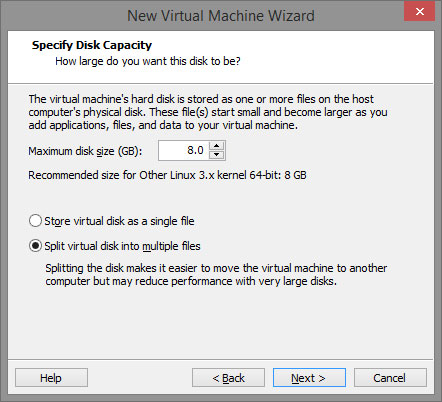 New Virtual Machine Wizard
Specify Disk Capacity
How large do you want this disk to be?
The virtual machine's hard disk is stored as one or more files on the host
computer's physical disk. These file(s) start small and become larger as you
add applications, files, and data to your virtual machine.
Maximum disk size (GB): 8.0
Recommended size for Other Linux 3.x kernel 64-bit: 8 GB
Store virtual disk as a single file
Split virtual disk into multiple files
Splitting the disk makes it easier to move the virtual machine to another
computer but may reduce performance with very large disks.
Help < Back Next > Cancel